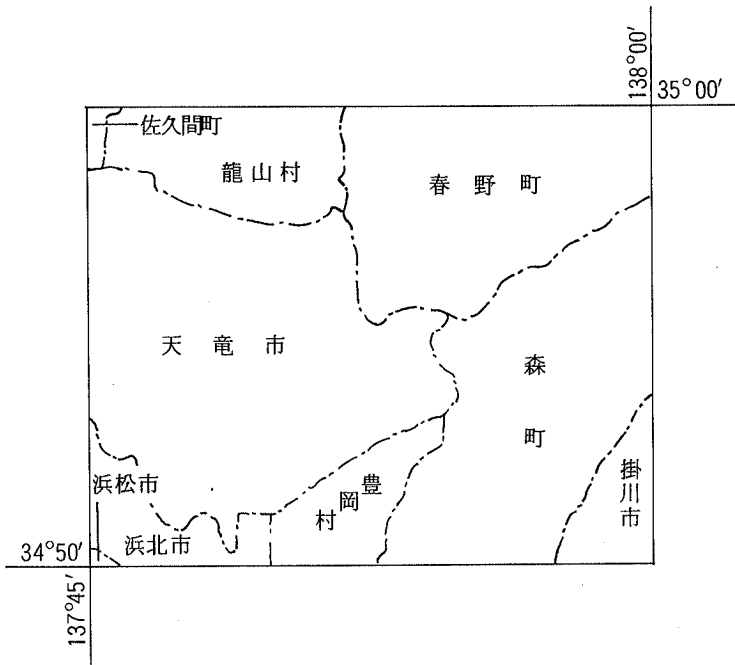 138°00′
35°00′
佐久間町
龍山村
春野町
天竜市
森町
豊岡村
掛川市
浜松市
浜北市
34°50′
137°45′